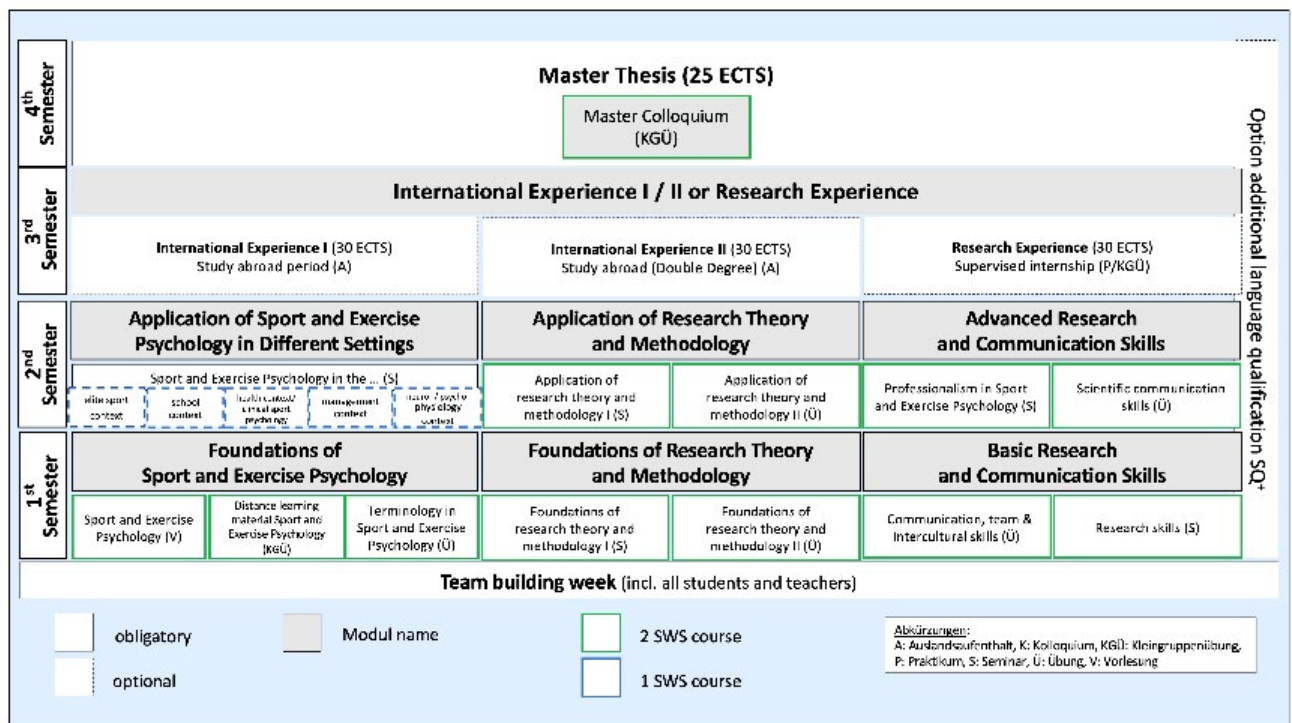 4th
Semester
Master Thesis (25 ECTS)
Master Colloquium
(KGÜ)
Option additional language qualification SQ+
3rd
Semester
International Experience I / II or Research Experience
International Experience I (30 ECTS)
Study abroad period (A)
International Experience II (30 ECTS)
Study abroad (Double Degree) (A)
Research Experience (30 ECTS)
Supervised internship (P/KGÜ)
2nd
Semester
Application of Sport and Exercise
Psychology in Different Settings
Sport and Exercise Psychology in the ... (S)
elite sport
context
school
context
health context/
clinical sport
psychology
management
context
neuro- / psycho
physiology
context
Application of Research Theory
and Methodology
Application of
research theory and
methodology I (S)
Application of
research theory and
methodology II (Ü)
Advanced Research
and Communication Skills
Professionalism in Sport
and Exercise Psychology (S)
Scientific communication
skills (Ü)
1st
Semester
Foundations of
Sport and Exercise Psychology
Sport and Exercise
Psychology (V)
Distance learning
material Sport and
Exercise Psychology
(KGÜ)
Terminology in
Sport and Exercise
Psychology (Ü)
Foundations of Research Theory
and Methodology
Foundations of
research theory and
methodology I (S)
Foundations of
research theory and
methodology II (Ü)
Basic Research
and Communication Skills
Communication, team &
Intercultural skills (Ü)
Research skills (S)
Team building week (incl. all students and teachers)
obligatory
optional
Modul name
2 SWS course
1 SWS course
Abkürzungen:
A: Auslandsaufenthalt, K: Kolloquium, KGÜ: Kleingruppenübung,
P: Praktikum, S: Seminar, Ü: Übung, V: Vorlesung